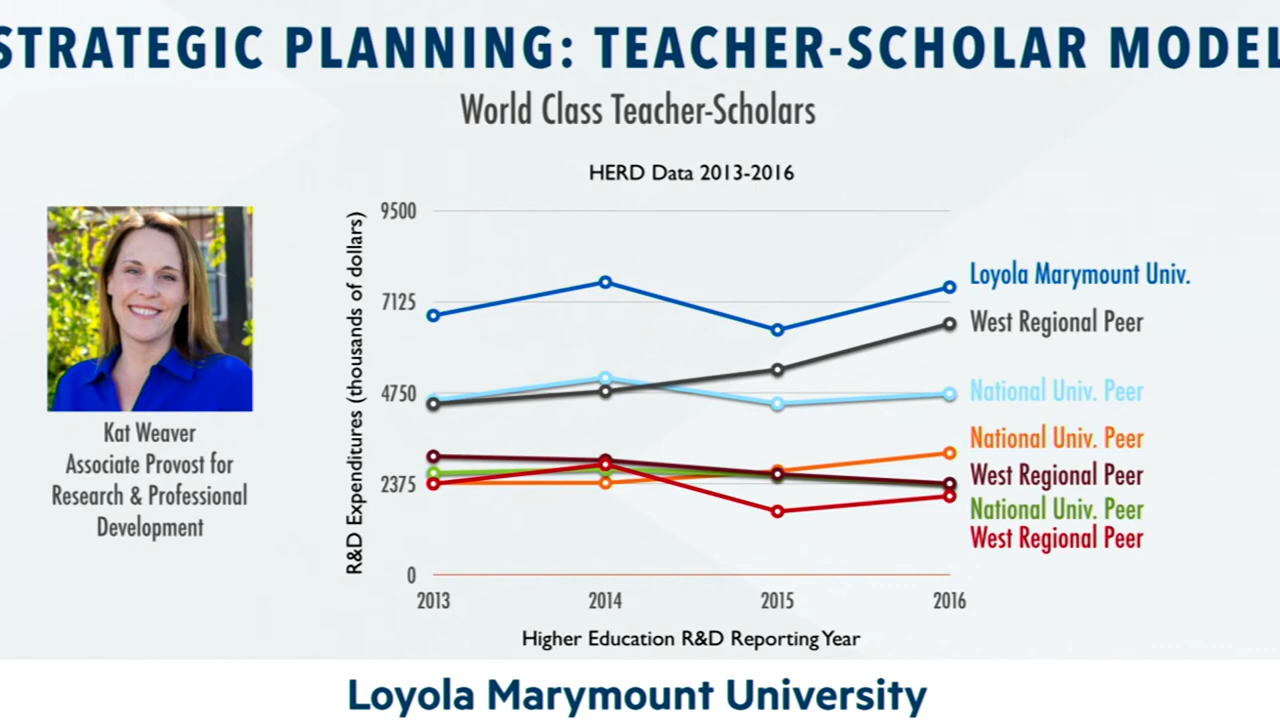 STRATEGIC PLANNING: TEACHER-SCHOLAR MODEL
World Class Teacher-Scholars
HERD Data 2013-2016
Kat Weaver
Associate Provost for
Research & Professional
Development
R&D Expenditures (thousands of dollars)
9500
7125
4750
2375
0
2013
2014
2015
2016
Higher Education R&D Reporting Year
Loyola Marymount Univ.
West Regional Peer
National Univ. Peer
National Univ. Peer
West Regional Peer
National Univ. Peer
West Regional Peer
Loyola Marymount University